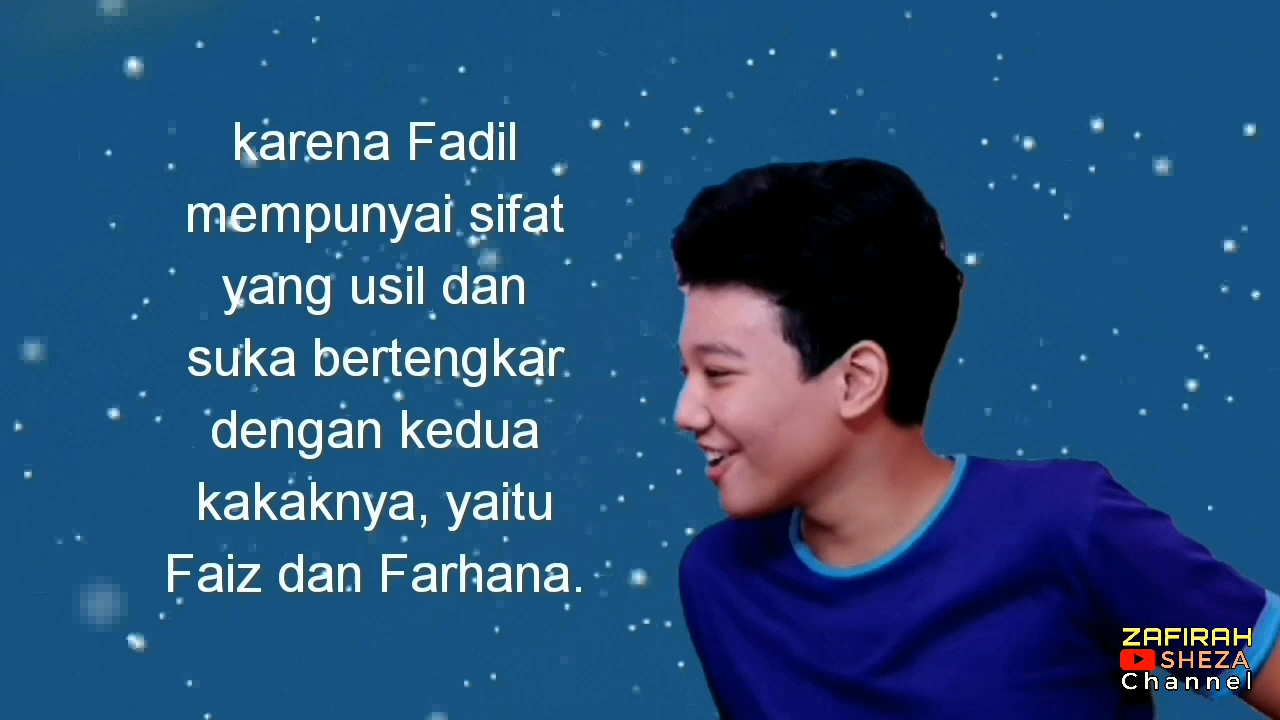 karena Fadil
mempunyai sifat
yang usil dan
suka bertengkar
dengan kedua
kakaknya, yaitu
Faiz dan Farhana.
ZAFIRAH
SHEZA
Channel